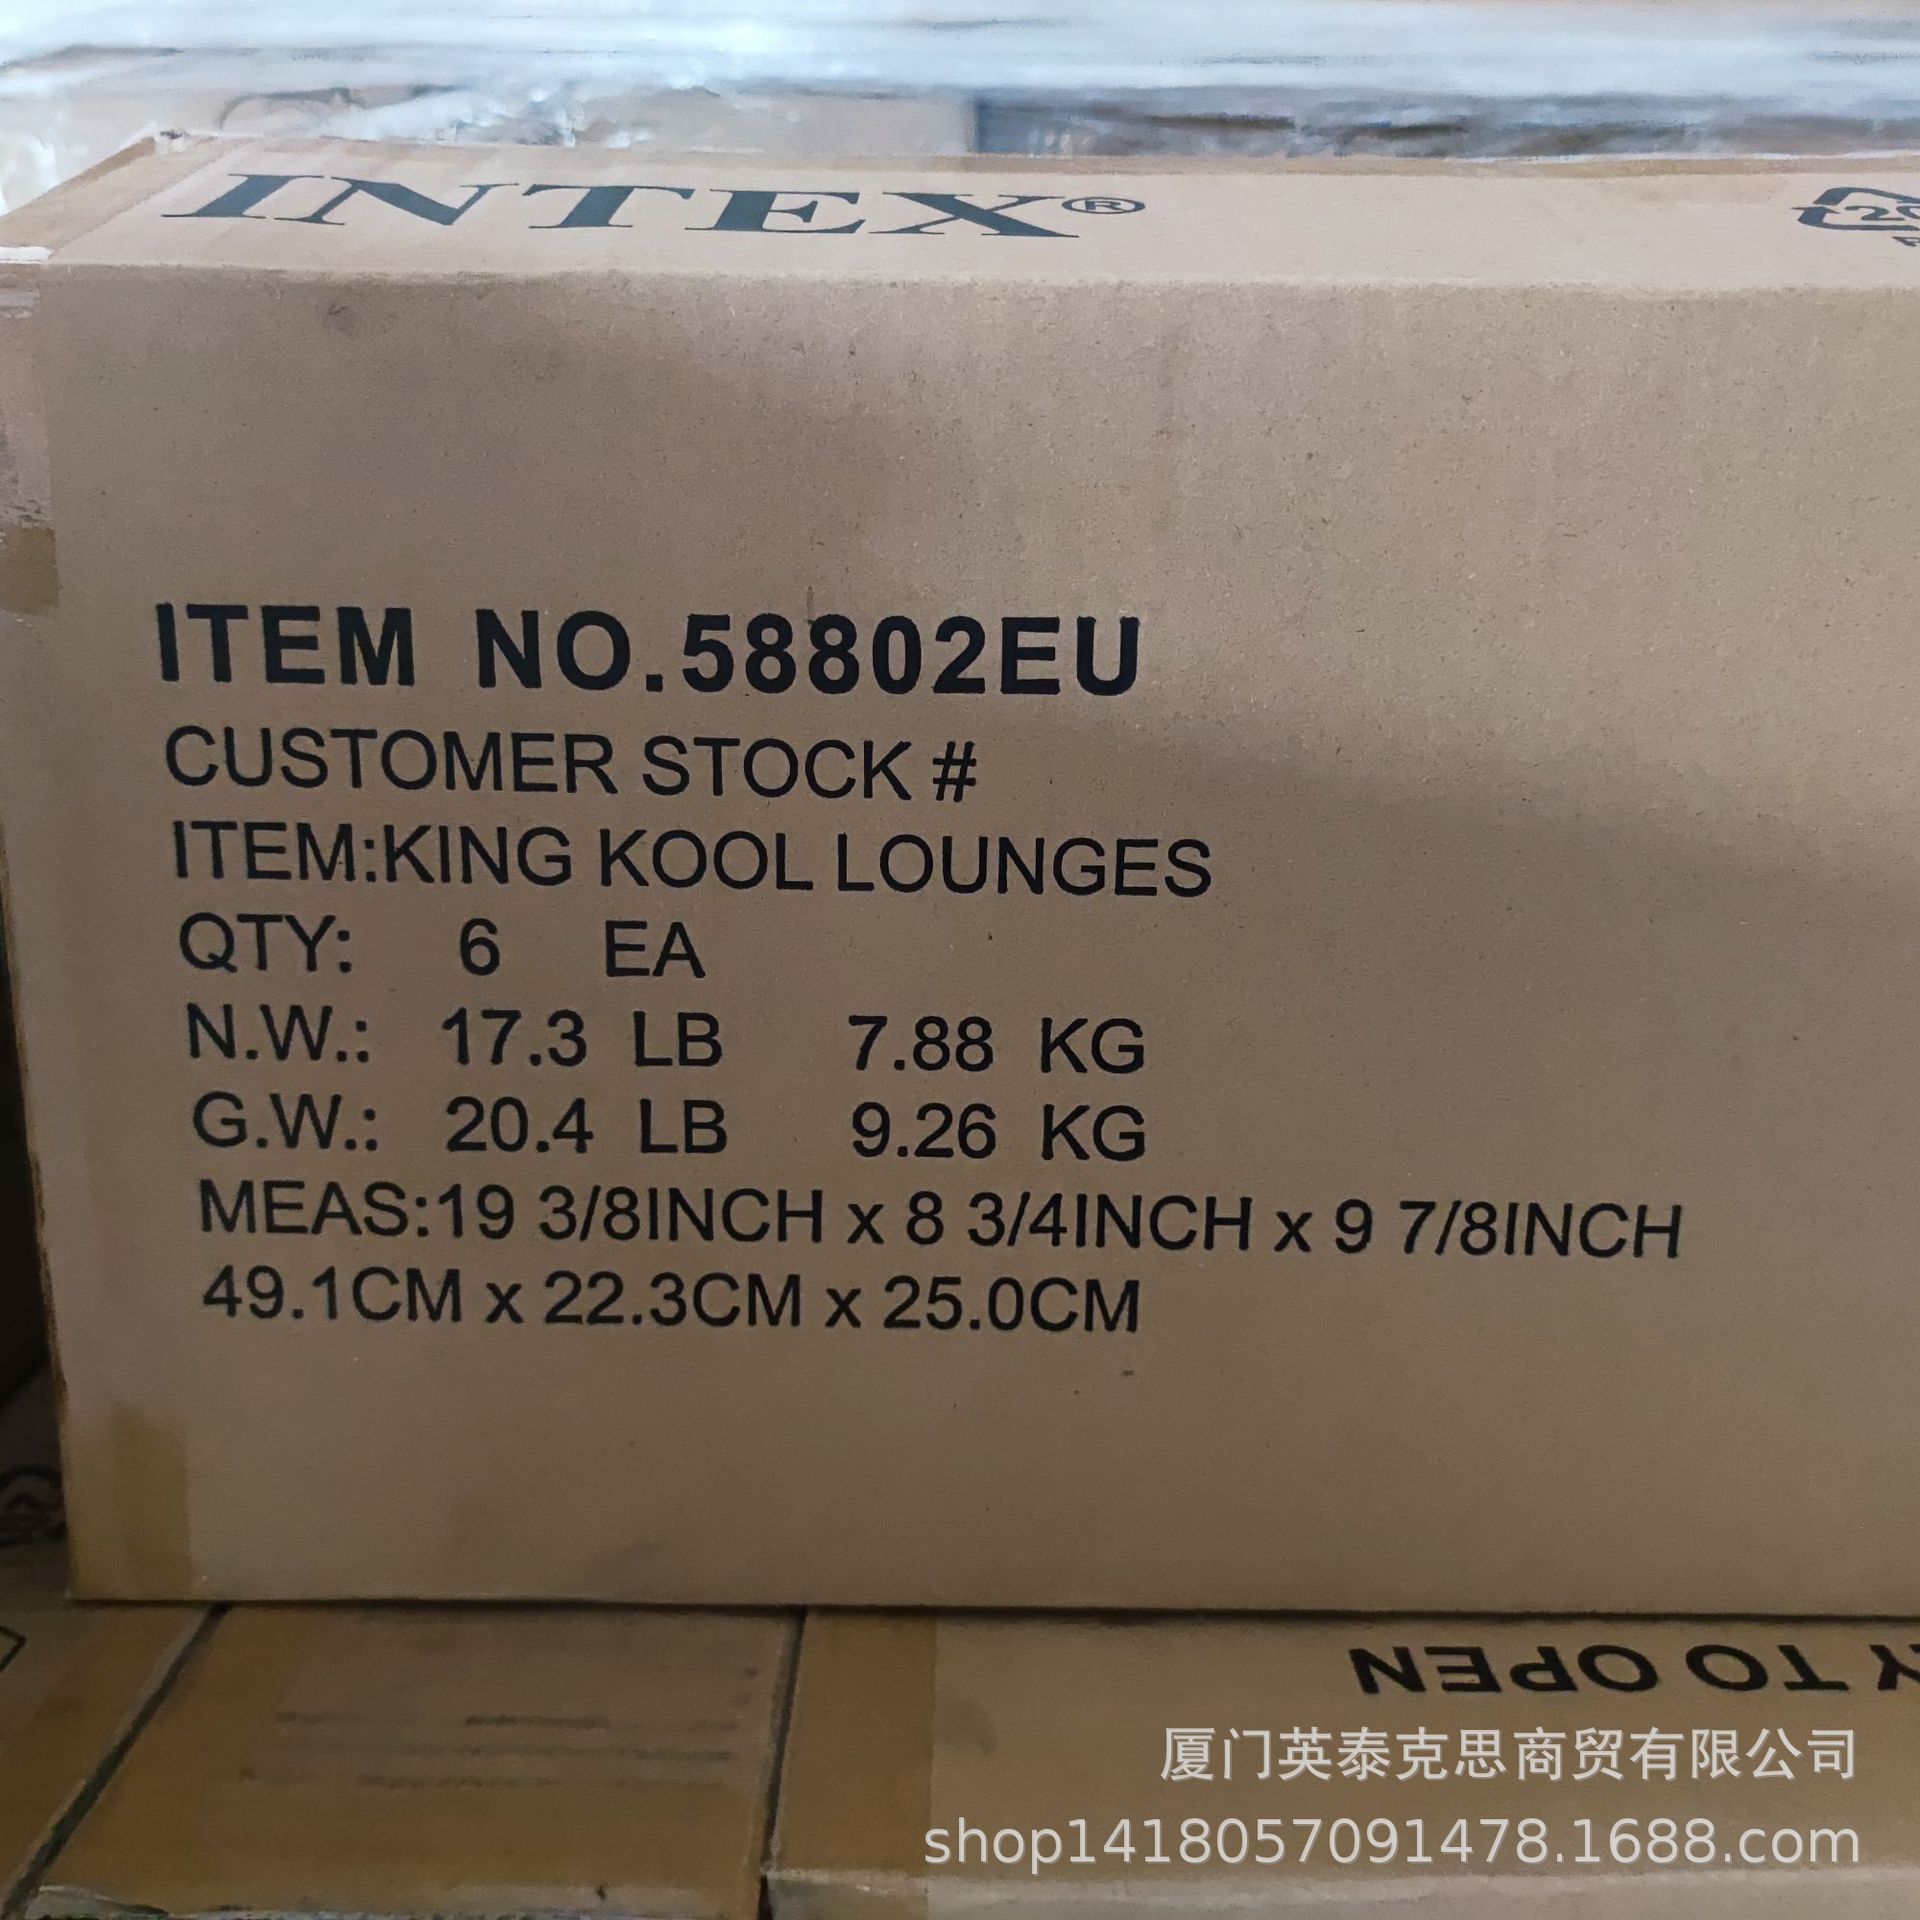 INTEX®
ITEM NO.58802EU
CUSTOMER STOCK #
ITEM:KING KOOL LOUNGES
QTY: 6 EA
N.W.: 17.3 LB 7.88 KG
G.W.: 20.4 LB 9.26 KG
MEAS:19 3/8INCH x 8 3/4INCH x 9 7/8INCH
49.1CM x 22.3CM x 25.0CM
TO OPEN
厦门英泰克思商贸有限公司
shop1418057091478.1688.com